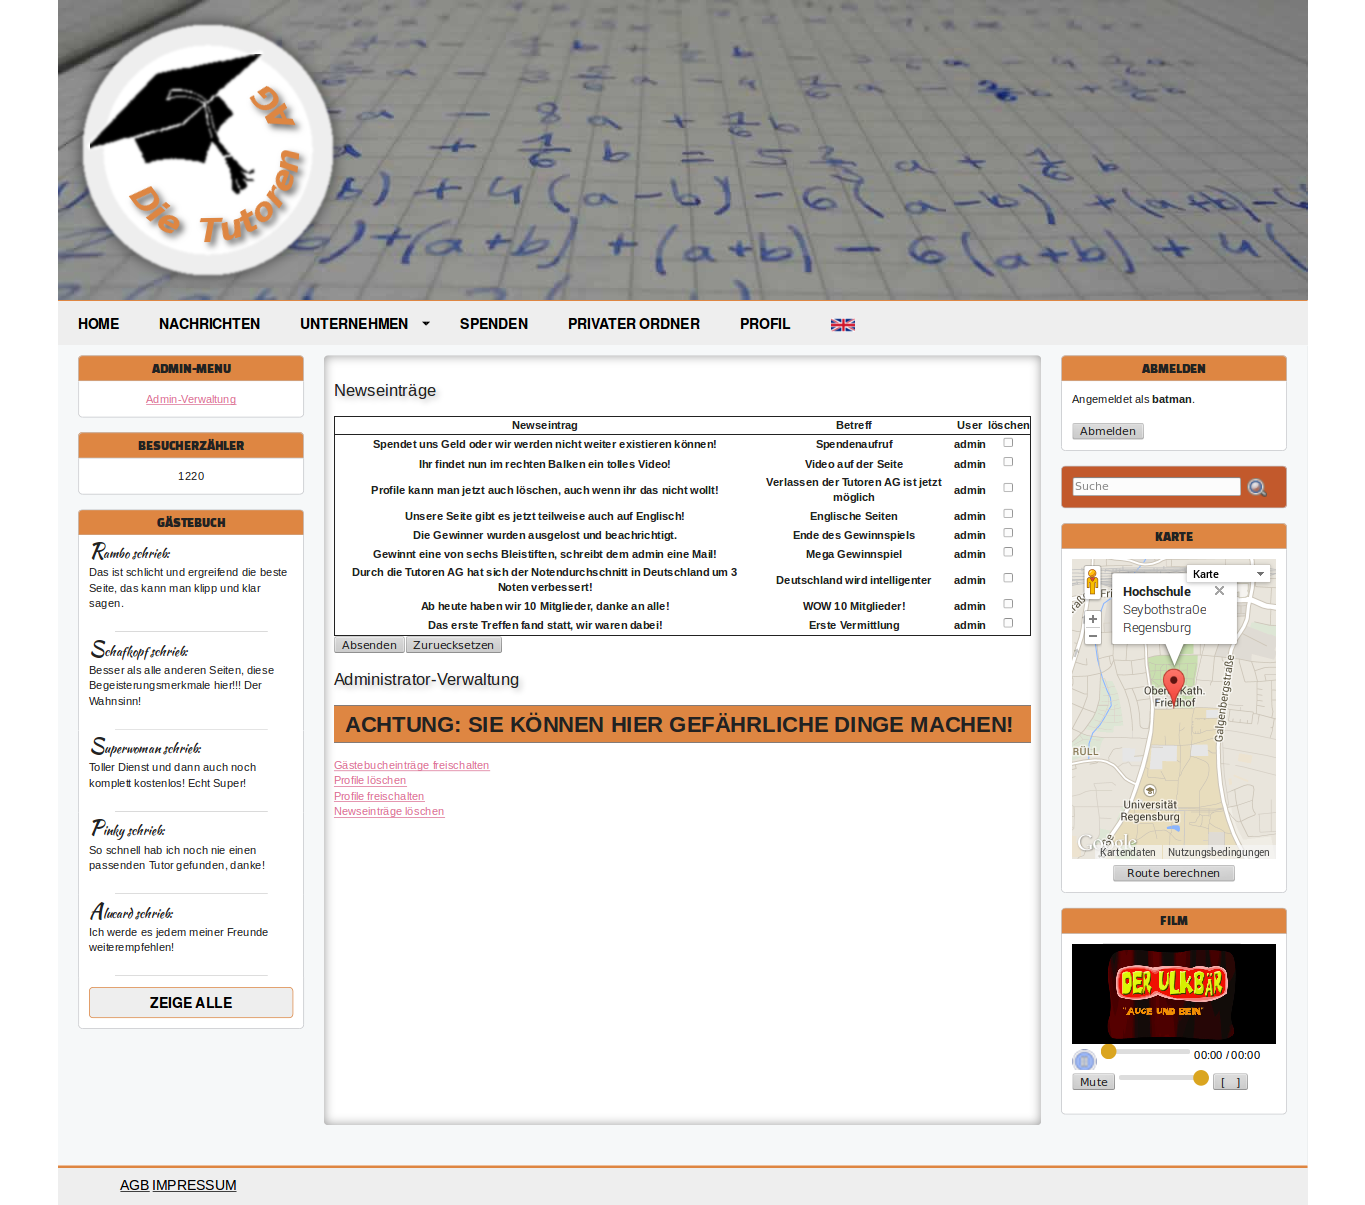 Die Tutoren AG
HOME NACHRICHTEN UNTERNEHMEN SPENDEN PRIVATER ORDNER PROFIL
ADMIN-MENU
Admin-Verwaltung
BESUCHERZÄHLER
1220
GÄSTEBUCH
Rambo schrieb:
Das ist schlicht und ergreifend die beste
Seite, das kann man klipp und klar
sagen.
Schafkopf schrieb:
Besser als alle anderen Seiten, diese
Begeisterungsmerkmale hier!!! Der
Wahnsinn!
Superwoman schrieb:
Toller Dienst und dann auch noch
komplett kostenlos! Echt Super!
Pinky schrieb:
So schnell hab ich noch nie einen
passenden Tutor gefunden, danke!
Alucard schrieb:
Ich werde es jedem meiner Freunde
weiterempfehlen!
ZEIGE ALLE
Newseinträge
Newseintrag Betreff User löschen
Spendet uns Geld oder wir werden nicht weiter existieren können! Spendenaufruf admin
Ihr findet nun im rechten Balken ein tolles Video! Video auf der Seite admin
Profile kann man jetzt auch löschen, auch wenn ihr das nicht wollt! Verlassen der Tutoren AG ist jetzt
möglich admin
Unsere Seite gibt es jetzt teilweise auch auf Englisch! Englische Seiten admin
Die Gewinner wurden ausgelost und beachrichtigt. Ende des Gewinnspiels admin
Gewinnt eine von sechs Bleistiften, schreibt dem admin eine Mail! Mega Gewinnspiel admin
Durch die Tutoren AG hat sich der Notendurchschnitt in Deutschland um 3
Noten verbessert! Deutschland wird intelligenter admin
Ab heute haben wir 10 Mitglieder, danke an alle! WOW 10 Mitglieder! admin
Das erste Treffen fand statt, wir waren dabei! Erste Vermittlung admin
Absenden Zuruecksetzen
Administrator-Verwaltung
ACHTUNG: SIE KÖNNEN HIER GEFÄHRLICHE DINGE MACHEN!
Gästebucheinträge freischalten
Profile löschen
Profile freischalten
Newseinträge löschen
ABMELDEN
Angemeldet als batman.
Abmelden
Suche
KARTE
Karte
Hochschule
Seybothstra0e
Regensburg
Galgenbergstraße
RÜLL
Universität
Regensburg
Google
Kartendaten Nutzungsbedingungen
Route berechnen
FILM
DER ULKBÄR
"AUGE UND BEIN"
00:00 / 00:00
Mute [ ]
AGB IMPRESSUM